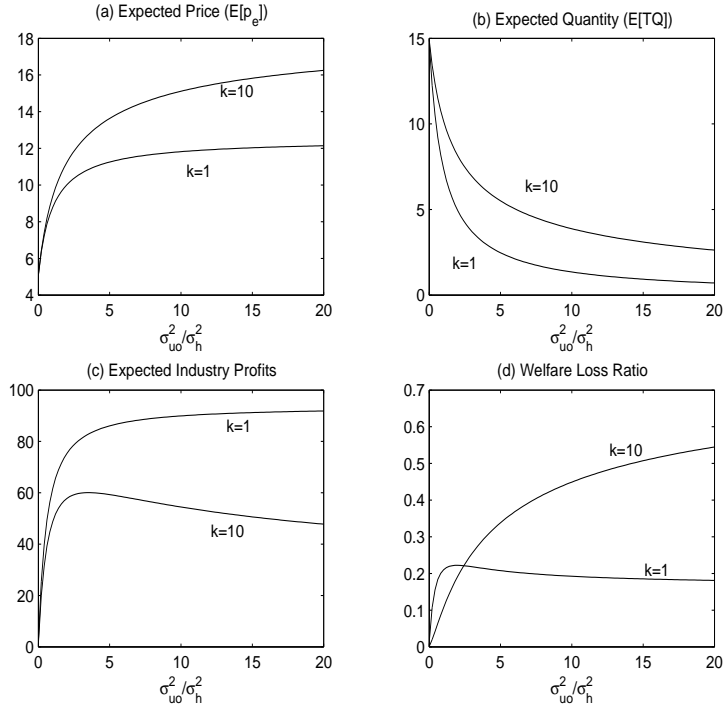 (a) Expected Price (E[p_e])
18
16
14
12
10
8
6
4
k=10
k=1
0 5 10 15 20
σ²_uo/σ²_h
(b) Expected Quantity (E[TQ])
15
10
5
0
k=10
k=1
0 5 10 15 20
σ²_uo/σ²_h
(c) Expected Industry Profits
100
80
60
40
20
0
k=1
k=10
0 5 10 15 20
σ²_uo/σ²_h
(d) Welfare Loss Ratio
0.7
0.6
0.5
0.4
0.3
0.2
0.1
0
k=10
k=1
0 5 10 15 20
σ²_uo/σ²_h